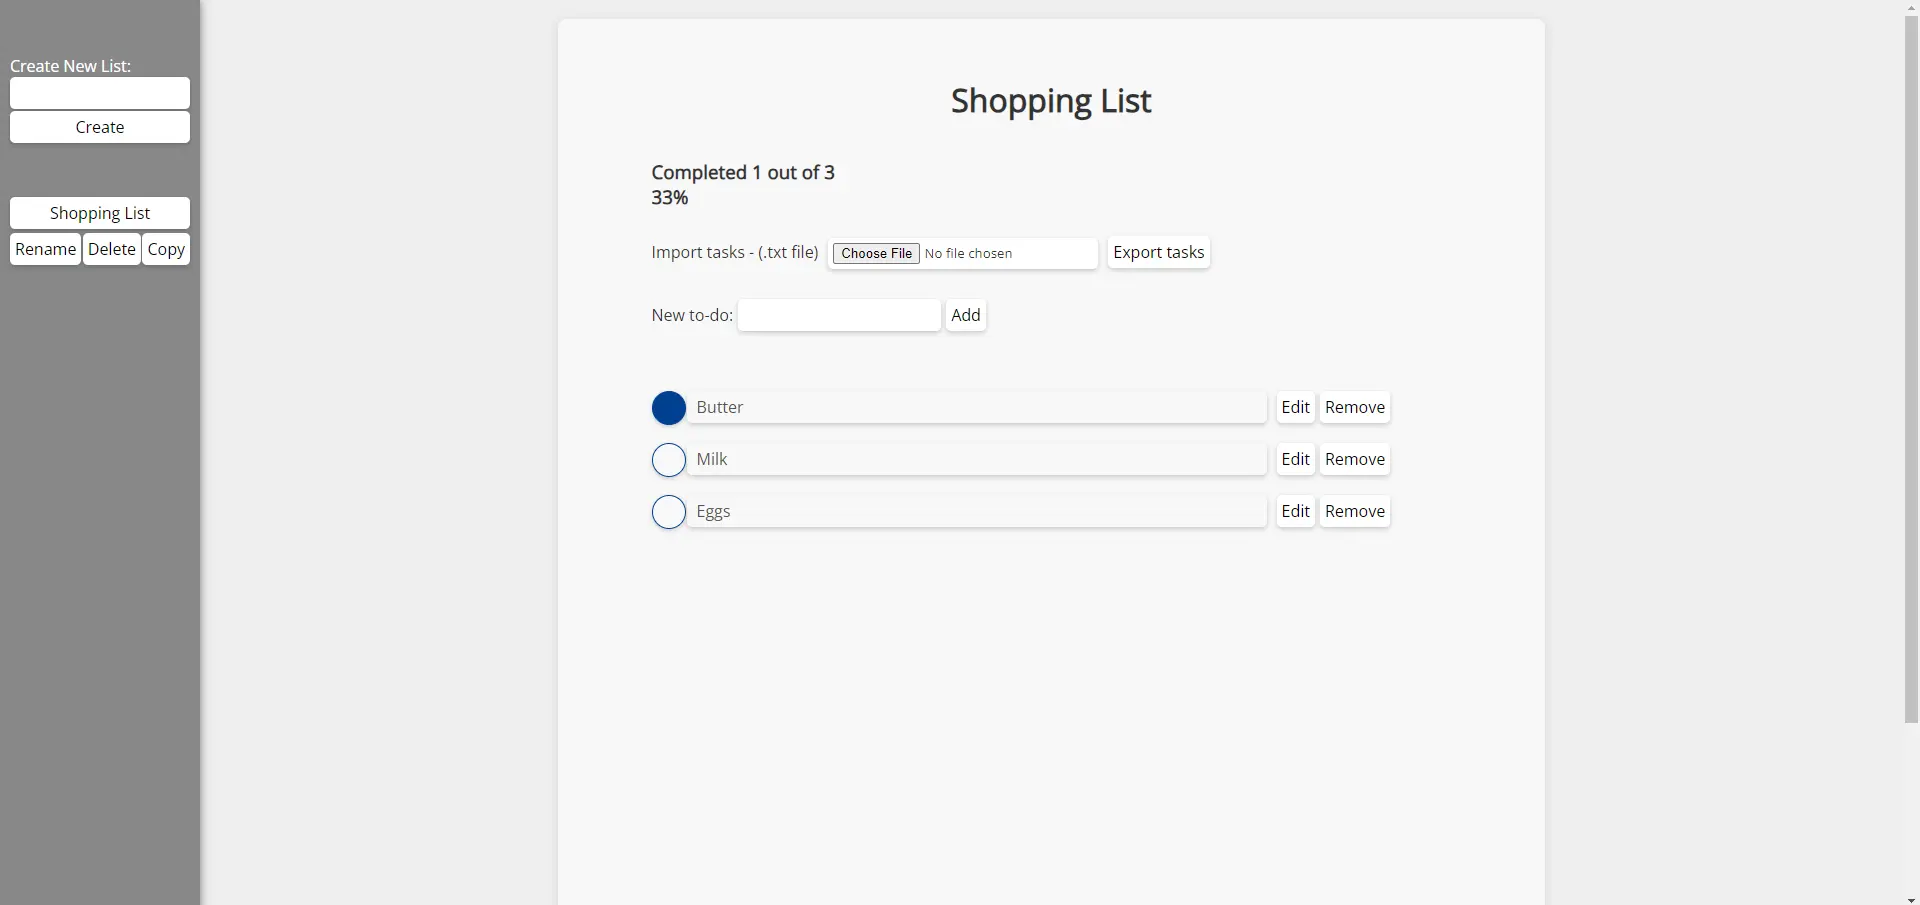 Create New List:
Create
Shopping List
Rename Delete Copy
Shopping List
Completed 1 out of 3
33%
Import tasks - (.txt file) Choose File No file chosen Export tasks
New to-do: Add
Butter Edit Remove
Milk Edit Remove
Eggs Edit Remove